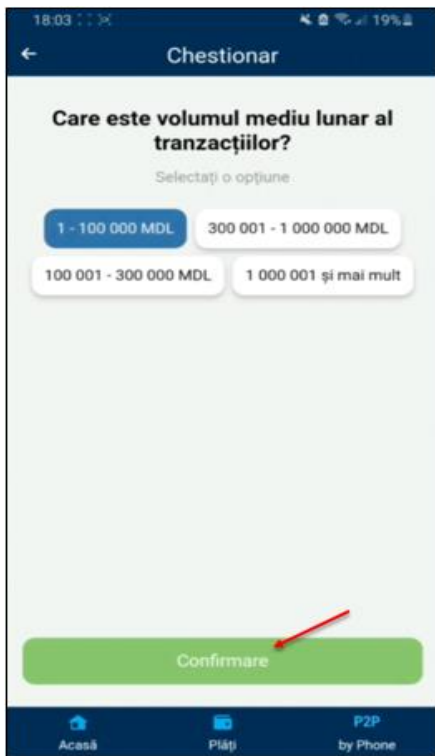 18:03 19%
Chestionar
Care este volumul mediu lunar al
tranzacțiilor?
Selectați o opțiune
1 - 100 000 MDL 300 001 - 1 000 000 MDL
100 001 - 300 000 MDL 1 000 001 și mai mult
Confirmare
P2P
Acasă Plăți by Phone